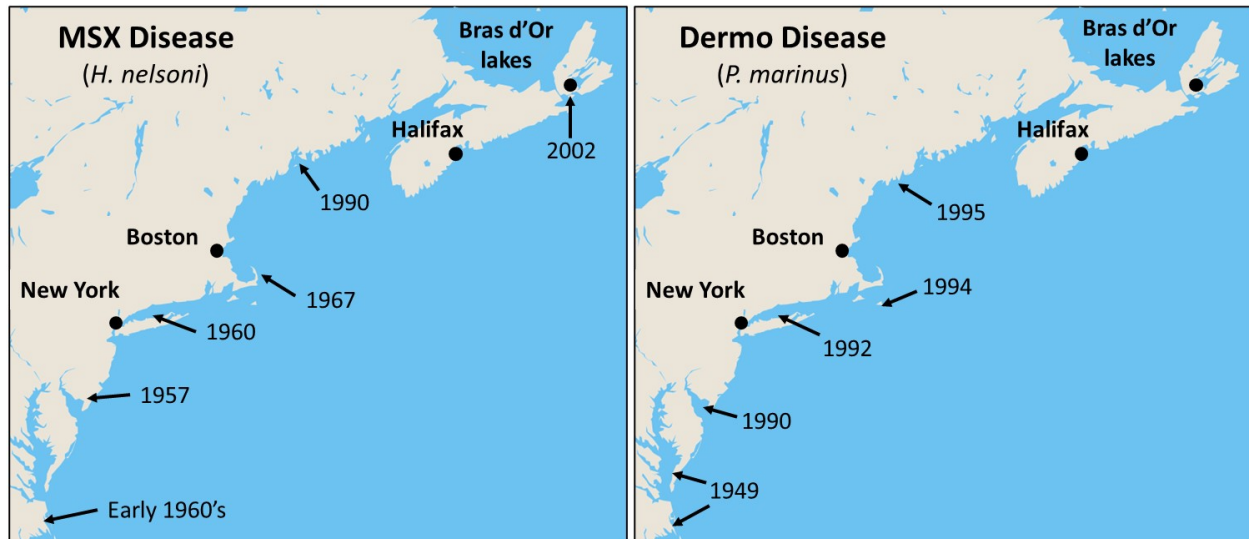 MSX Disease
(H. nelsoni)
Bras d’Or
lakes
Halifax
2002
1990
Boston
1967
New York
1960
1957
Early 1960’s
Dermo Disease
(P. marinus)
Bras d’Or
lakes
Halifax
1995
Boston
1994
New York
1992
1990
1949